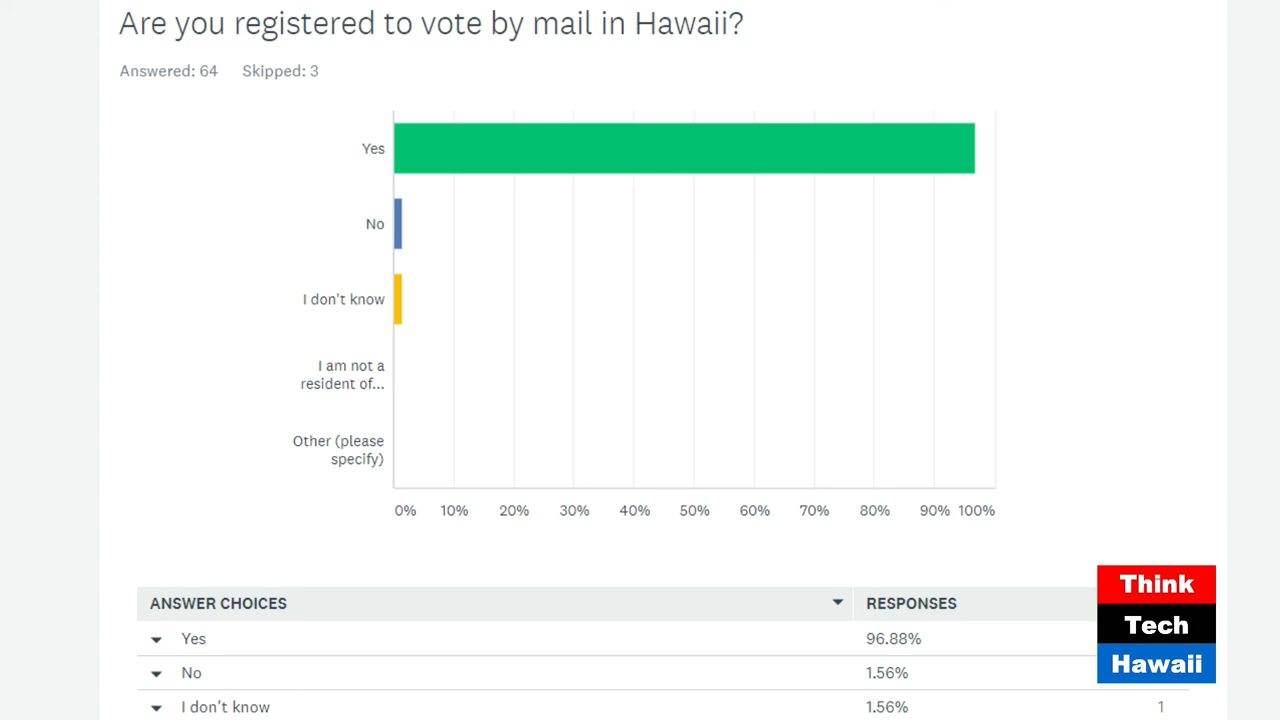 Are you registered to vote by mail in Hawaii?
Answered: 64 Skipped: 3
Yes
No
I don't know
I am not a
resident of...
Other (please
specify)
0% 10% 20% 30% 40% 50% 60% 70% 80% 90% 100%
ANSWER CHOICES RESPONSES
Yes 96.88%
No 1.56%
I don't know 1.56% 1
Think
Tech
Hawaii